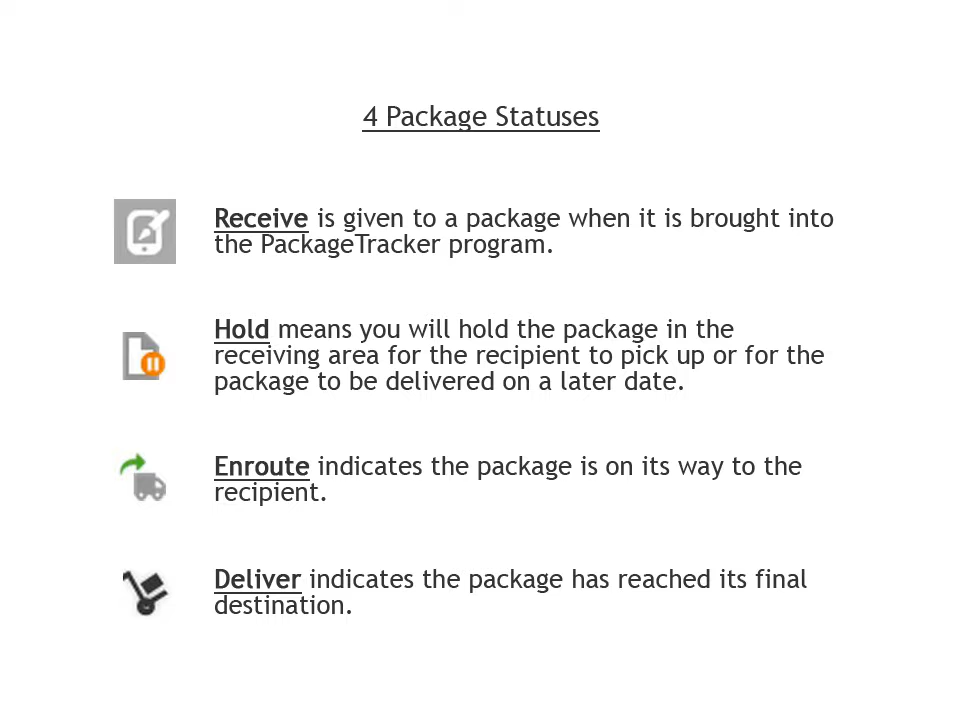 4 Package Statuses
Receive is given to a package when it is brought into
the PackageTracker program.
Hold means you will hold the package in the
receiving area for the recipient to pick up or for the
package to be delivered on a later date.
Enroute indicates the package is on its way to the
recipient.
Deliver indicates the package has reached its final
destination.